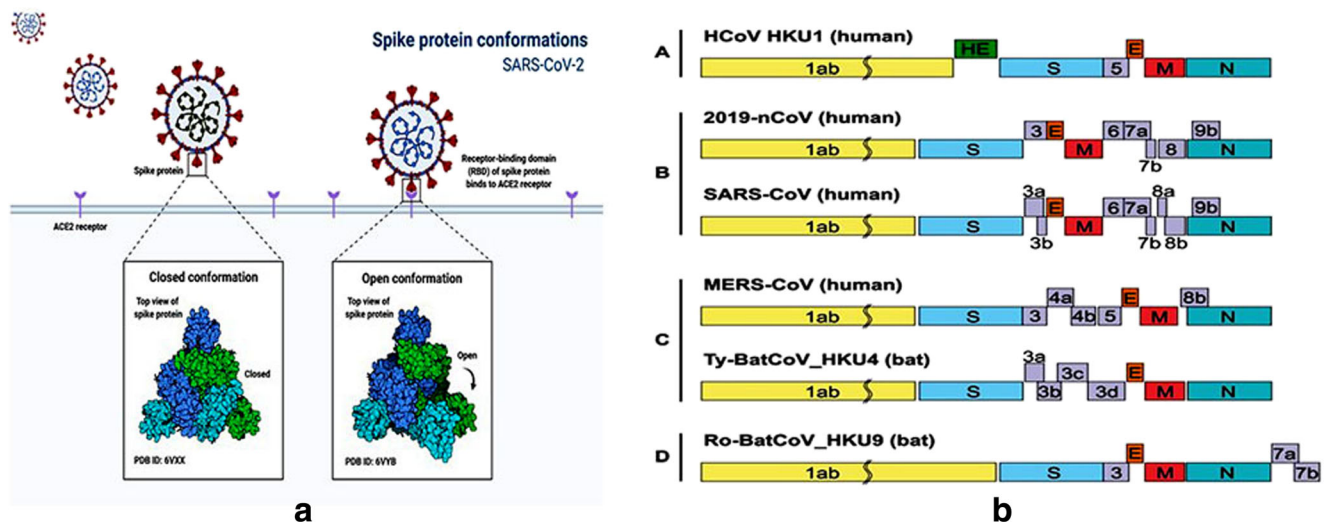 Spike protein conformations
SARS-CoV-2
Spike protein
Receptor-binding domain
(RBD) of spike protein
binds to ACE2 receptor
ACE2 receptor
Closed conformation
Top view of
spike protein
Closed
PDB ID: 6VXX
Open conformation
Top view of
spike protein
Open
PDB ID: 6VYB
a
A
HCoV HKU1 (human)
HE E
1ab S 5 M N
B
2019-nCoV (human)
3 E 6 7a 9b
1ab S M 8 N
7b
SARS-CoV (human)
3a 8a
E 6 7a 9b
1ab S M N
3b 7b 8b
C
MERS-CoV (human)
4a E 8b
1ab S 3 4b 5 M N
Ty-BatCoV_HKU4 (bat)
3a
3c E
1ab S 3b 3d M N
D
Ro-BatCoV_HKU9 (bat)
E 7a
1ab S 3 M N 7b
b